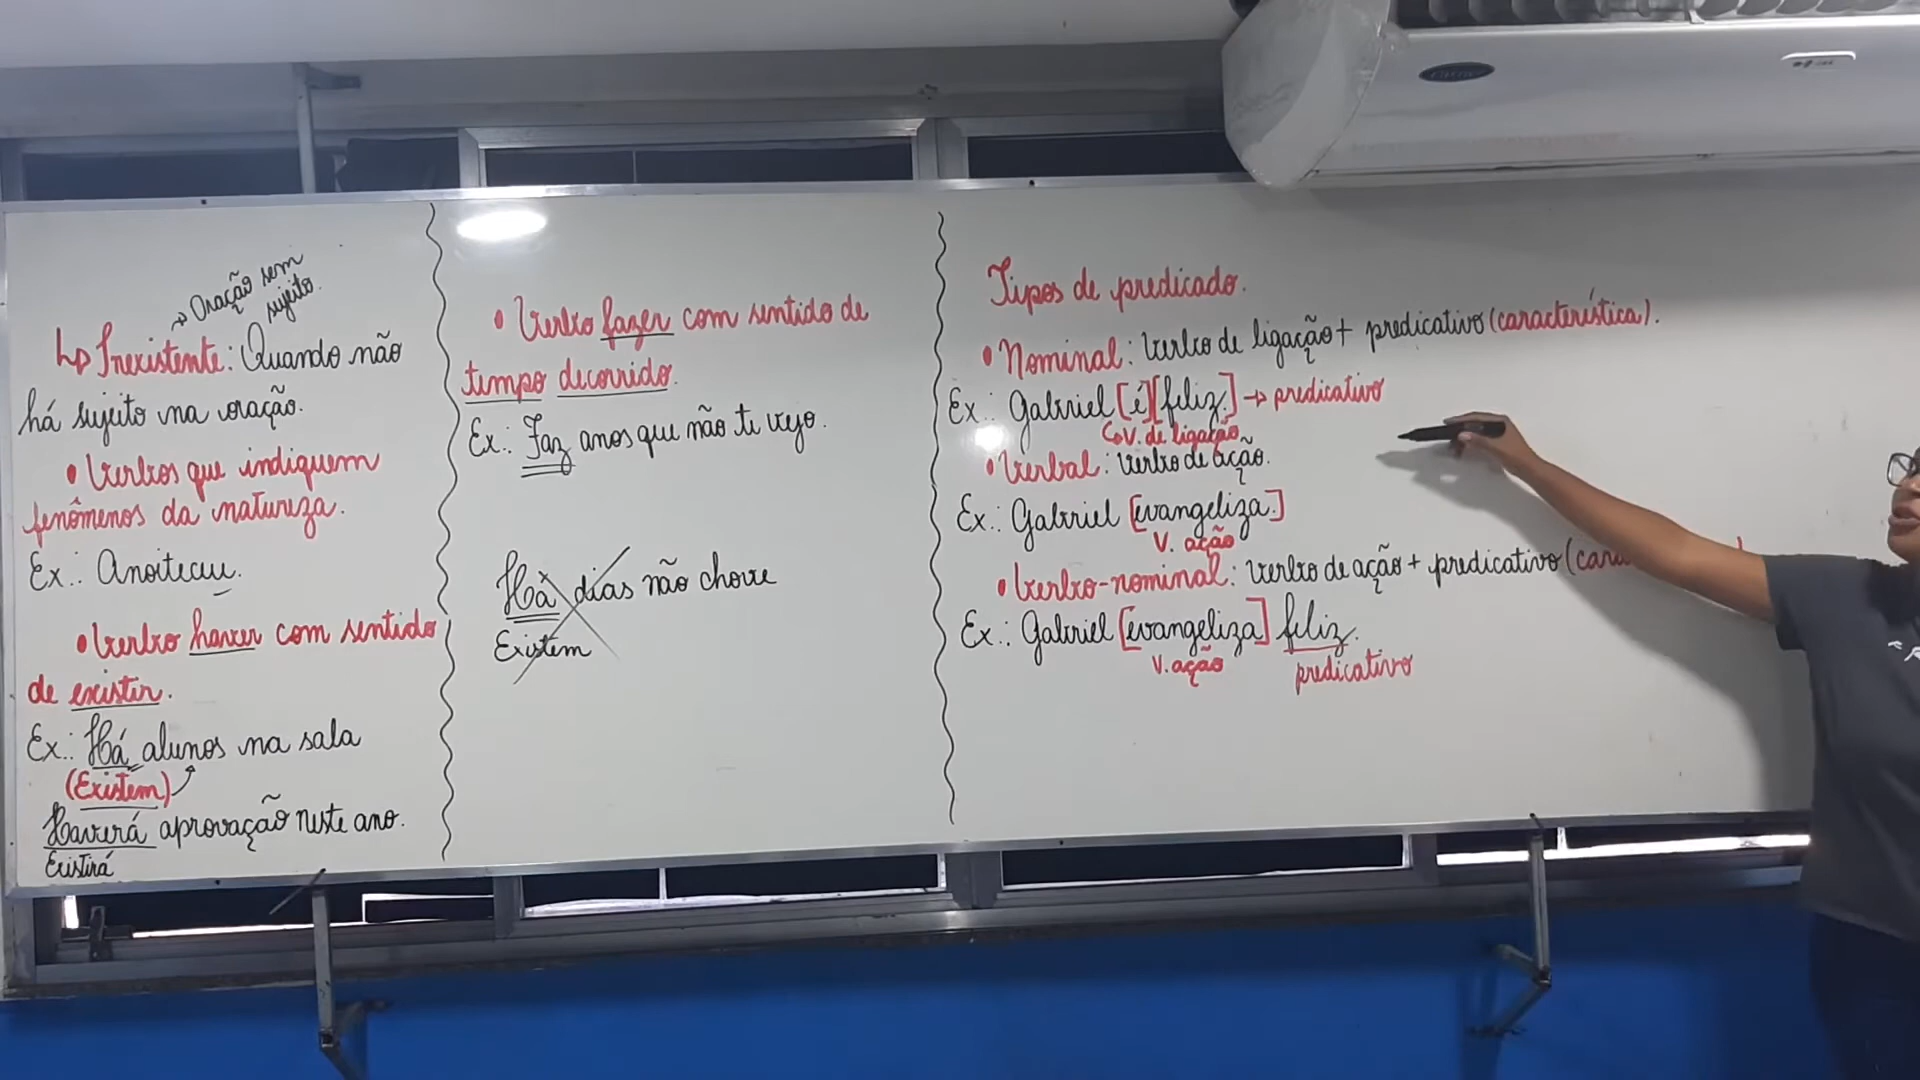 → Oração sem
sujeito.
↳ Inexistente: Quando não
há sujeito na oração.
• Verbos que indiquem
fenômenos da natureza.
Ex.: Anoiteceu.
• Verbo haver com sentido
de existir.
Ex.: Há alunos na sala
(Existem)
Haverá aprovação neste ano.
Existirá
• Verbo fazer com sentido de
tempo decorrido.
Ex.: Faz anos que não te vejo.
Há dias não chove
Existem
Tipos de predicado.
• Nominal: Verbo de ligação + predicativo (característica).
Ex.: Gabriel [é][feliz.] → predicativo
V. de ligação
• Verbal: Verbo de ação.
Ex.: Gabriel [evangeliza.]
V. ação
• Verbo-nominal: Verbo de ação + predicativo (
Ex.: Gabriel [evangeliza] feliz.
V. ação predicativo